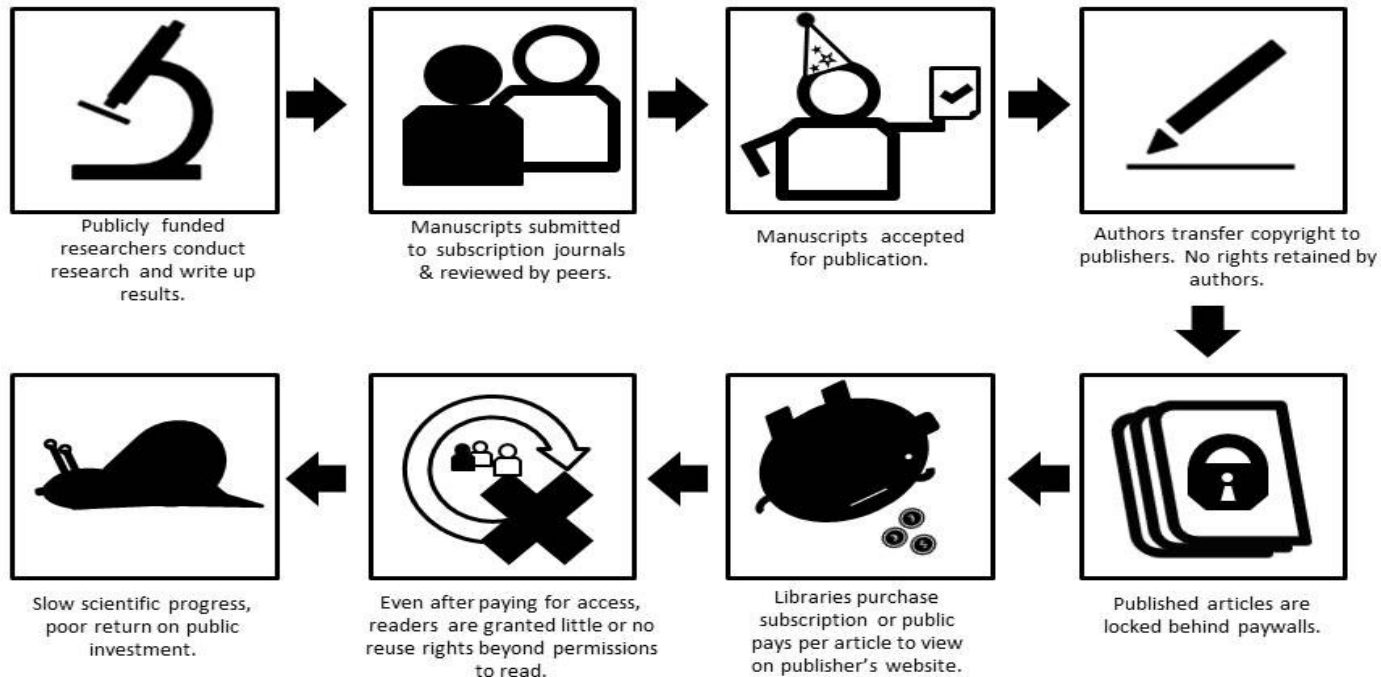 Publicly funded
researchers conduct
research and write up
results.
Manuscripts submitted
to subscription journals
& reviewed by peers.
Manuscripts accepted
for publication.
Authors transfer copyright to
publishers. No rights retained by
authors.
Published articles are
locked behind paywalls.
Libraries purchase
subscription or public
pays per article to view
on publisher’s website.
Even after paying for access,
readers are granted little or no
reuse rights beyond permissions
to read.
Slow scientific progress,
poor return on public
investment.